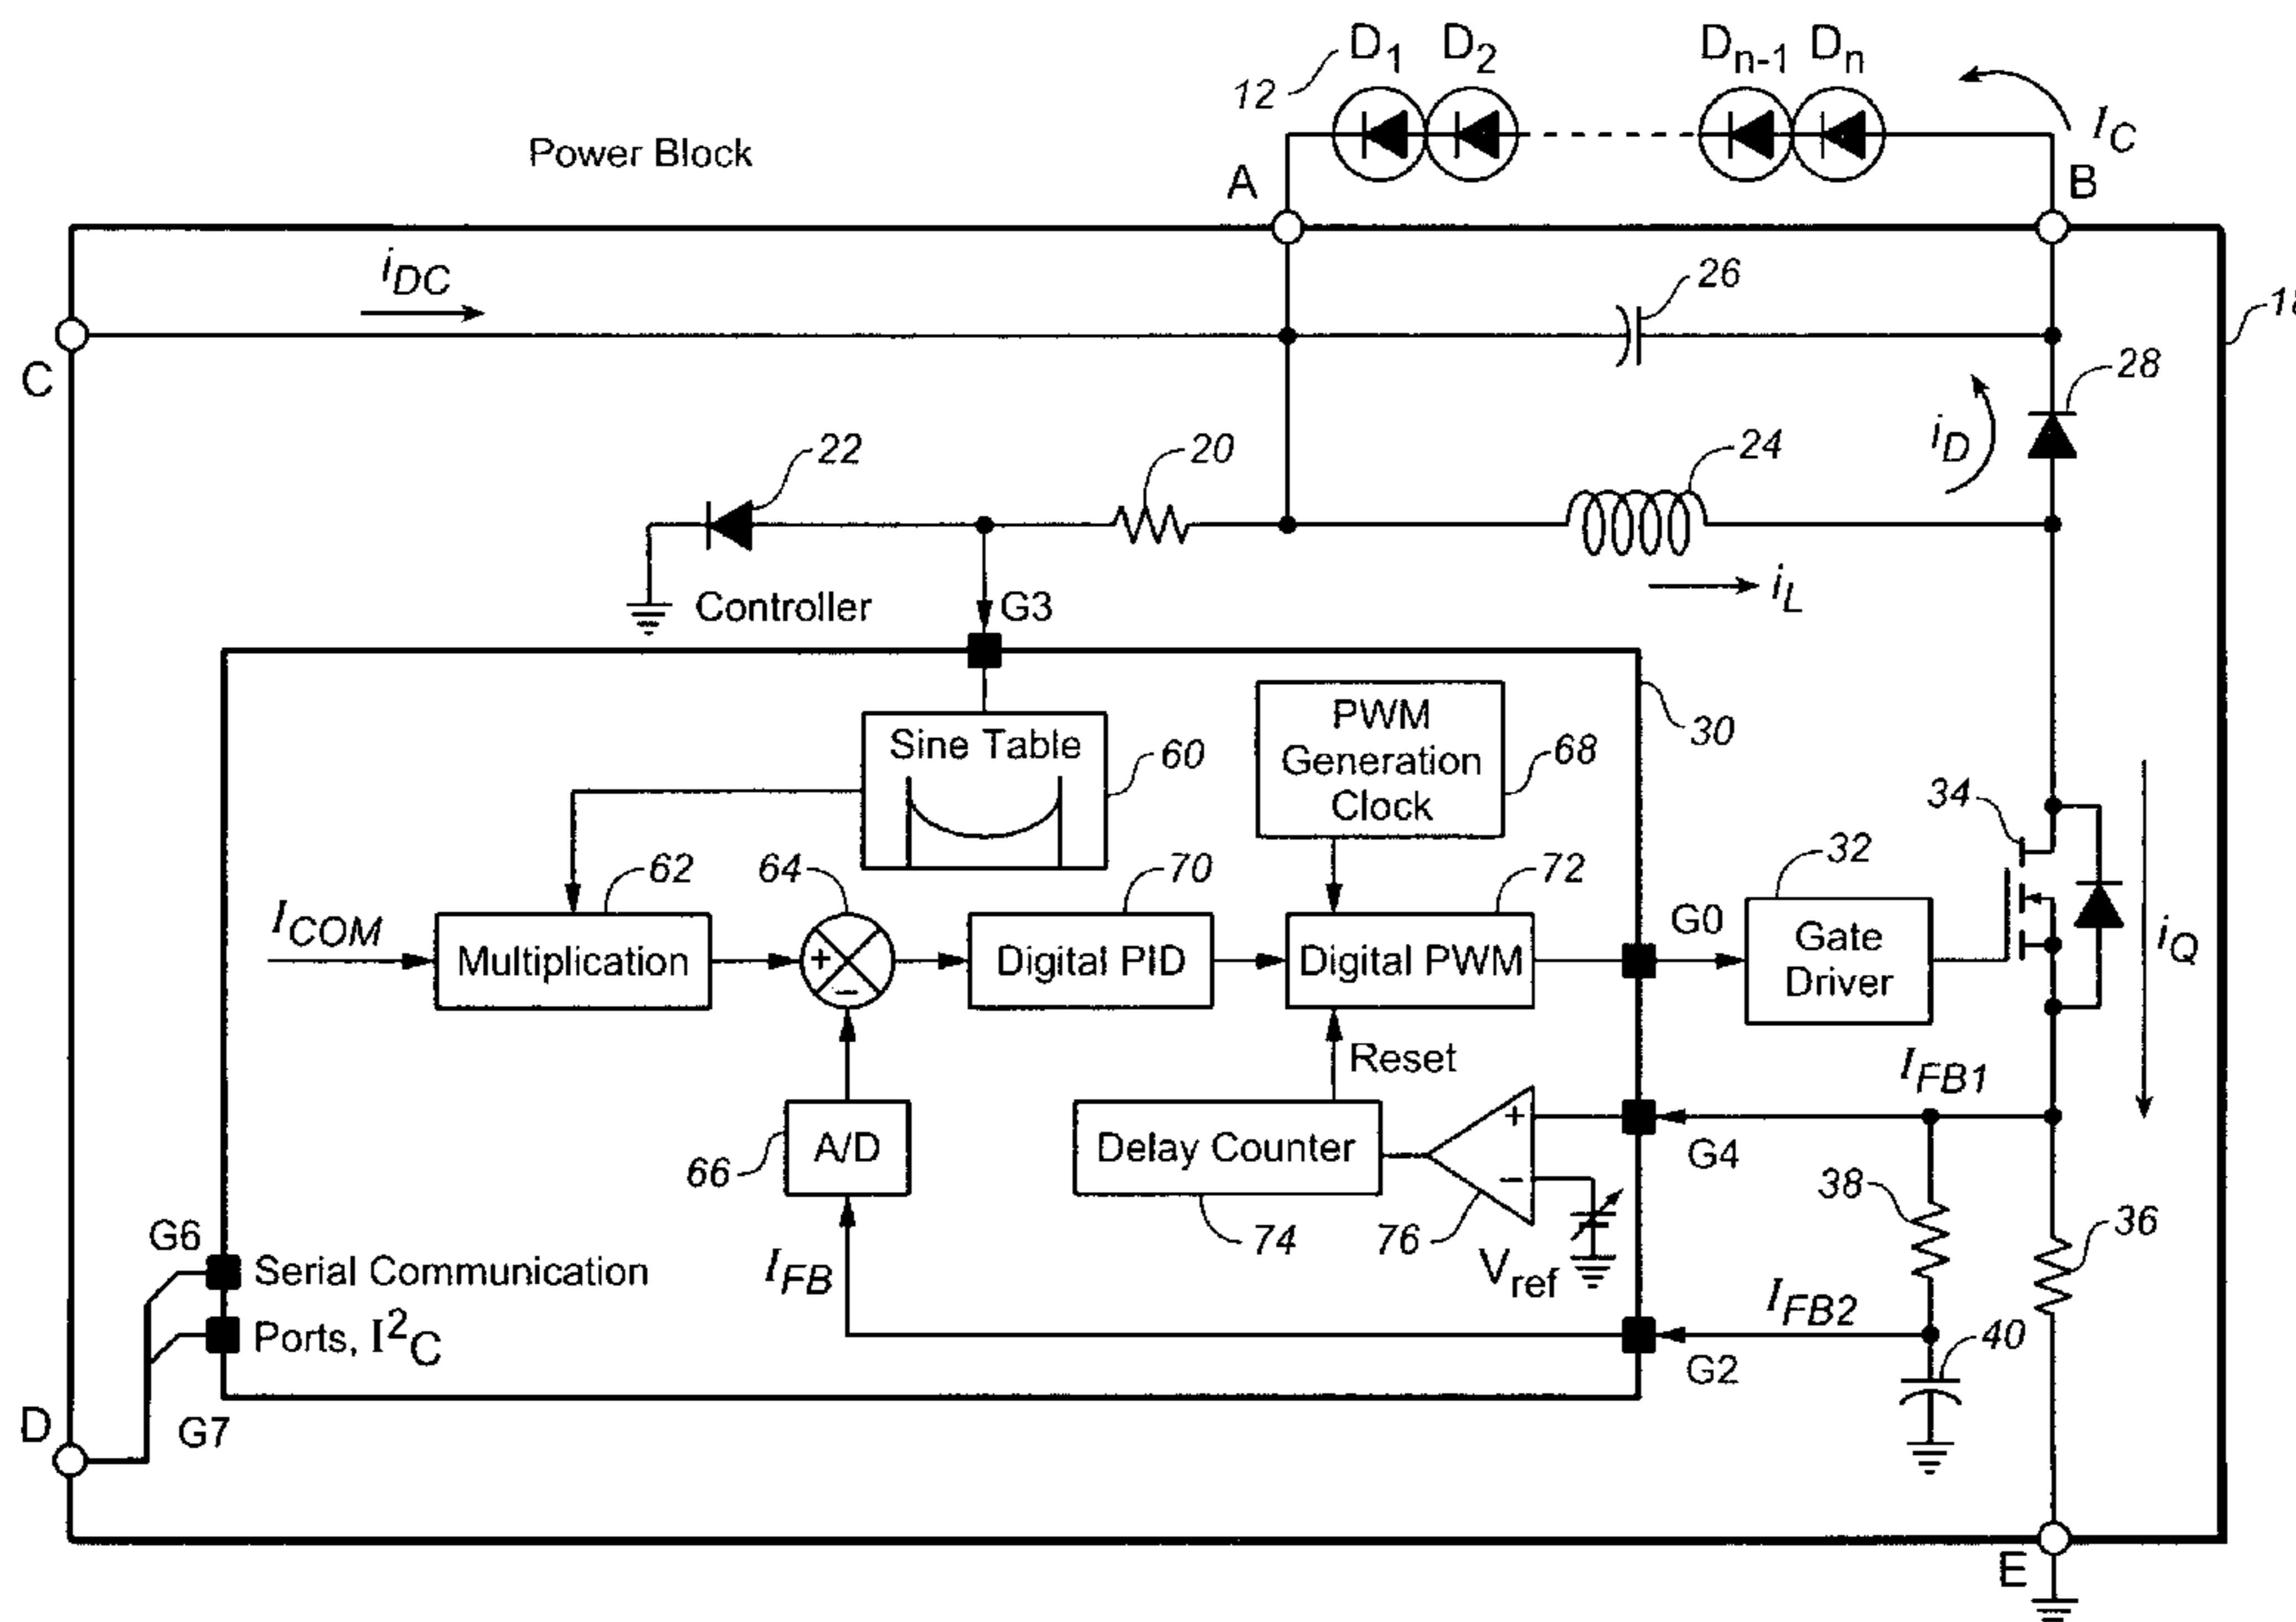 D1 D2 Dn-1 Dn
12
IC
Power Block
A
B
iDC
26
18
C
28
22
20
24
iD
iL
Controller
G3
30
Sine Table
60
PWM
Generation
Clock
68
34
62
64
70
72
32
ICOM
Multiplication
+
−
Digital PID
Digital PWM
G0
Gate
Driver
iQ
Reset
IFB1
66
A/D
Delay Counter
+
−
G4
74
76
Vref
38
36
G6
Serial Communication
IFB
IFB2
Ports, I²C
G2
40
D
G7
E